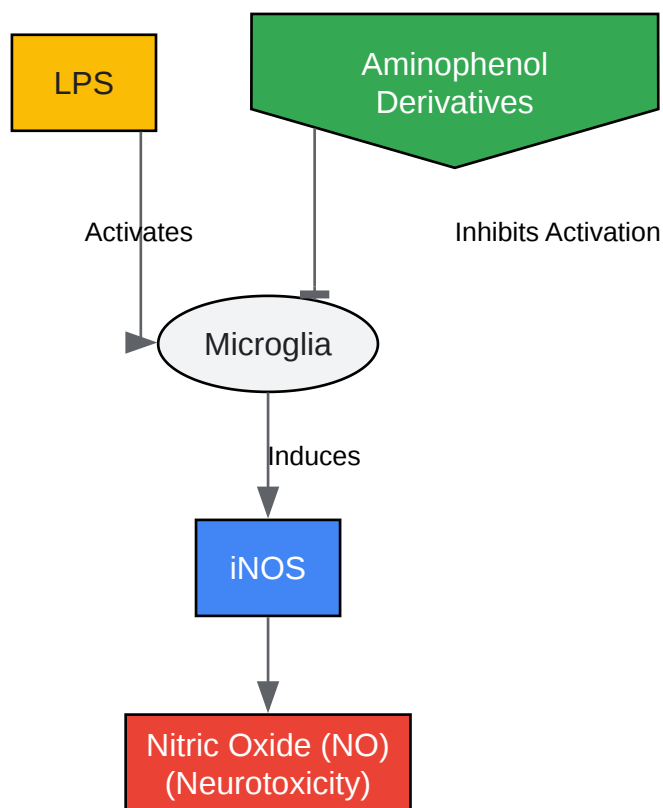 LPS
Aminophenol
Derivatives
Activates
Inhibits Activation
Microglia
Induces
iNOS
Nitric Oxide (NO)
(Neurotoxicity)